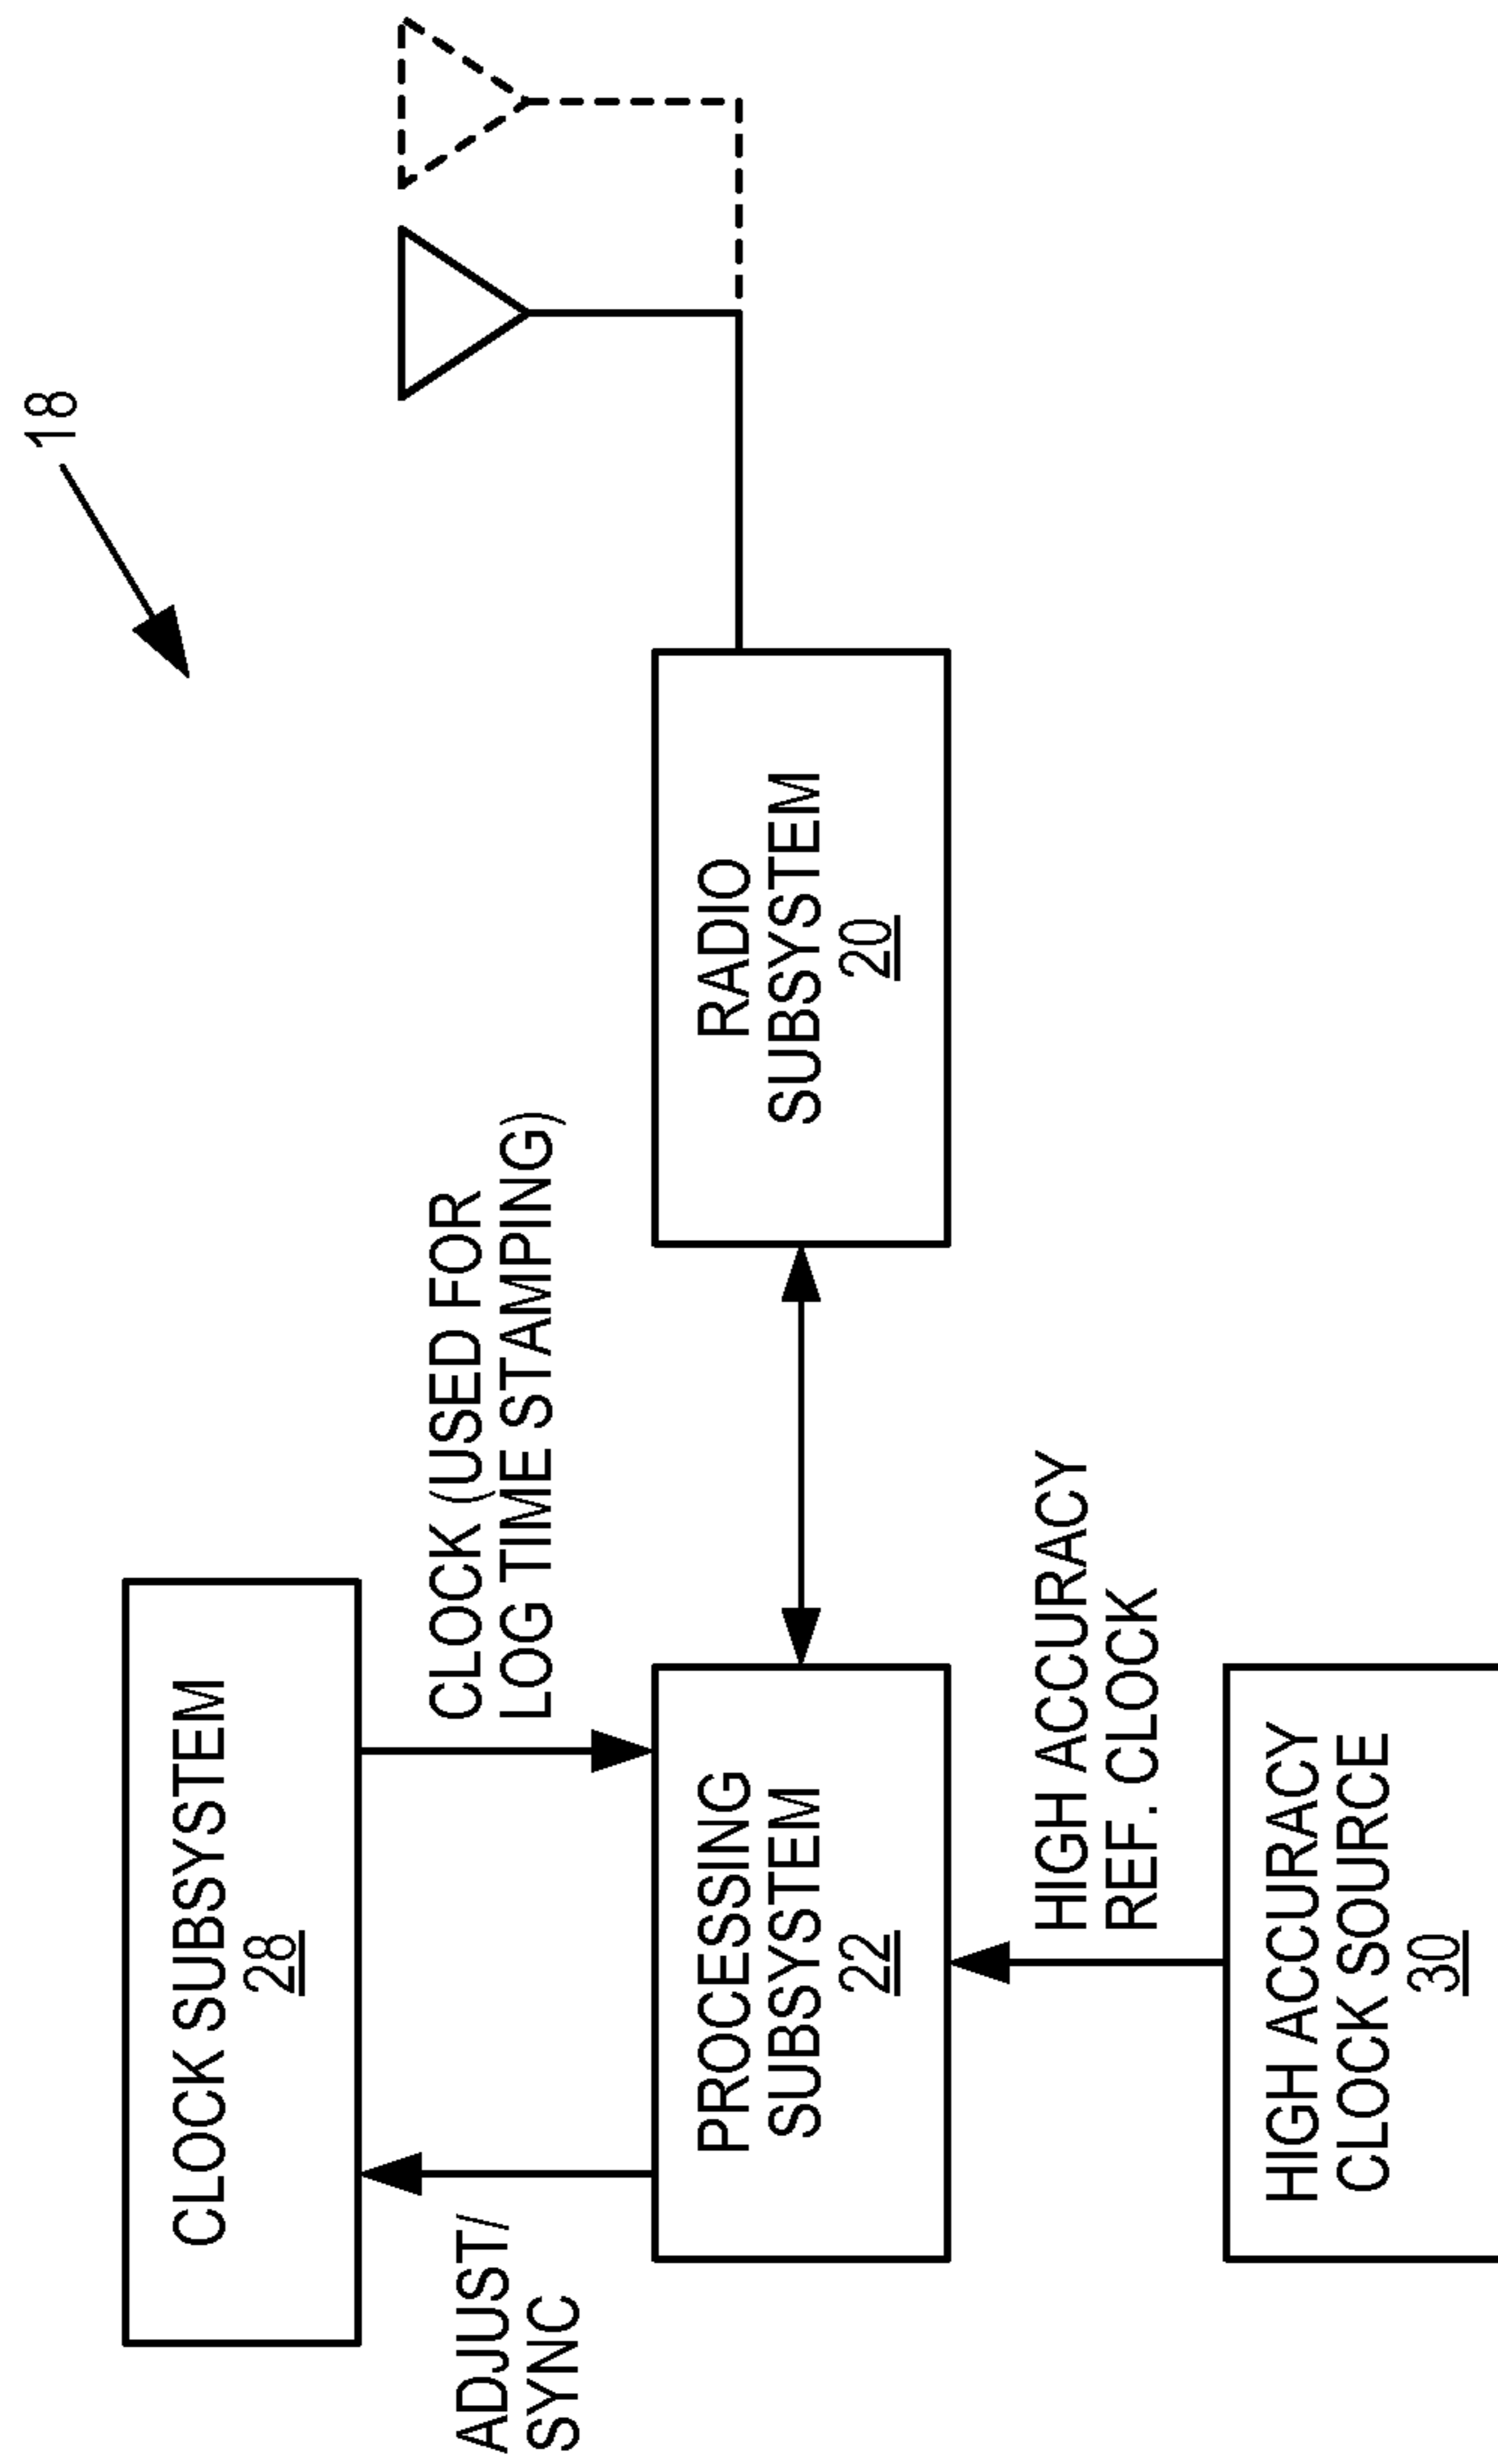 18
CLOCK SUBSYSTEM
28
ADJUST/
SYNC
CLOCK (USED FOR
LOG TIME STAMPING)
PROCESSING
SUBSYSTEM
22
RADIO
SUBSYSTEM
20
HIGH ACCURACY
REF. CLOCK
HIGH ACCURACY
CLOCK SOURCE
30